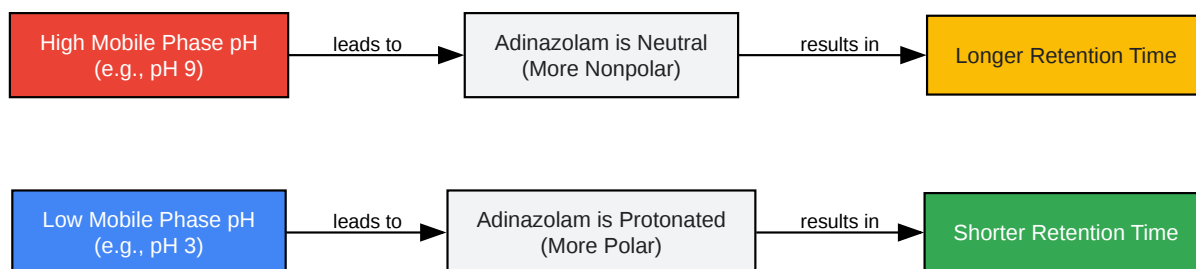 High Mobile Phase pH
(e.g., pH 9)
leads to
Adinazolam is Neutral
(More Nonpolar)
results in
Longer Retention Time
Low Mobile Phase pH
(e.g., pH 3)
leads to
Adinazolam is Protonated
(More Polar)
results in
Shorter Retention Time